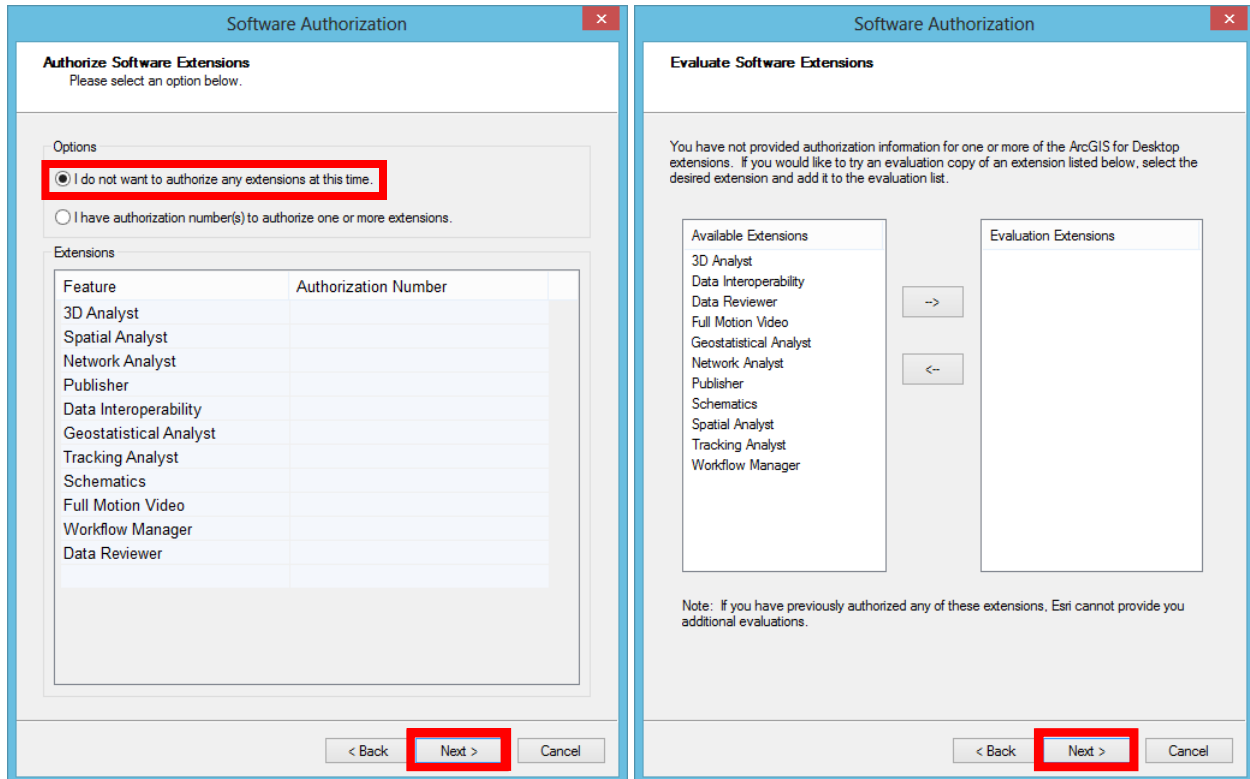 Software Authorization
Authorize Software Extensions
Please select an option below.
Options
I do not want to authorize any extensions at this time.
I have authorization number(s) to authorize one or more extensions.
Extensions
Feature Authorization Number
3D Analyst
Spatial Analyst
Network Analyst
Publisher
Data Interoperability
Geostatistical Analyst
Tracking Analyst
Schematics
Full Motion Video
Workflow Manager
Data Reviewer
< Back Next > Cancel
Software Authorization
Evaluate Software Extensions
You have not provided authorization information for one or more of the ArcGIS for Desktop
extensions. If you would like to try an evaluation copy of an extension listed below, select the
desired extension and add it to the evaluation list.
Available Extensions Evaluation Extensions
3D Analyst
Data Interoperability
Data Reviewer
-->
Full Motion Video
Geostatistical Analyst
Network Analyst
<--
Publisher
Schematics
Spatial Analyst
Tracking Analyst
Workflow Manager
Note: If you have previously authorized any of these extensions, Esri cannot provide you
additional evaluations.
< Back Next > Cancel